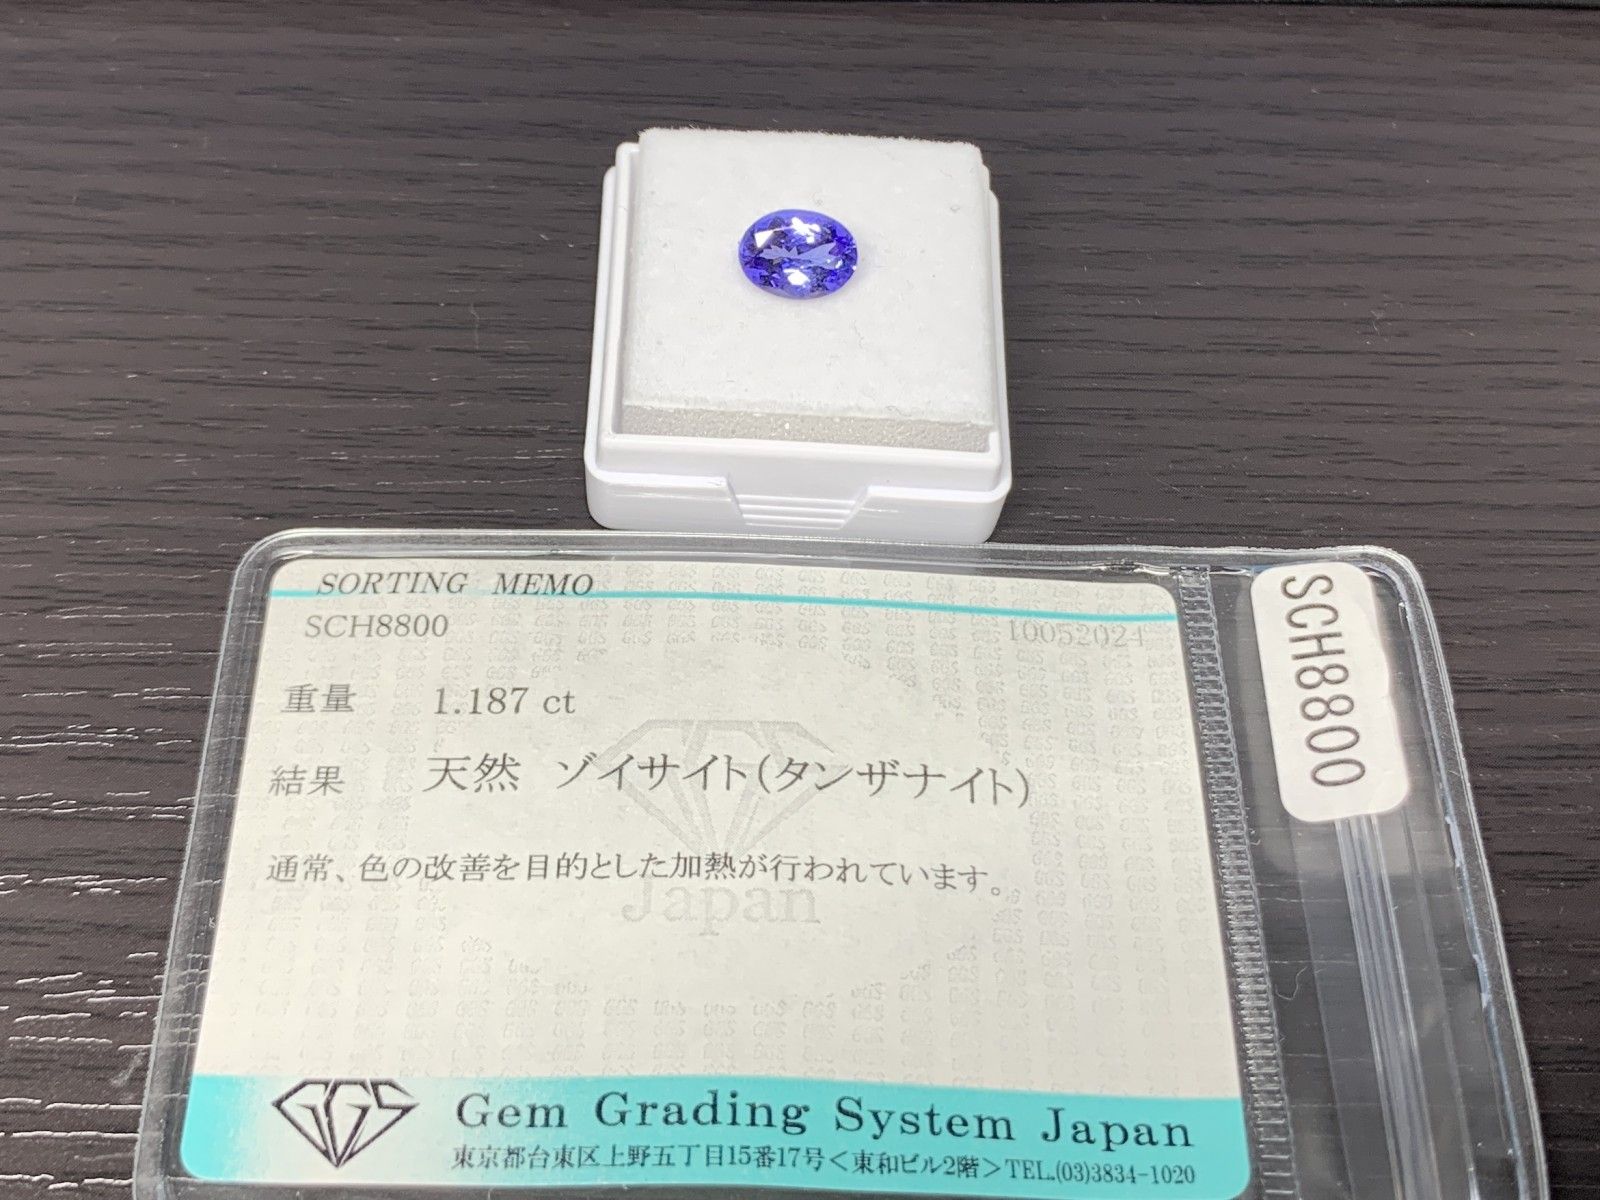 SORTING MEMO
SCH8800 10052024
重量 1.187 ct
結果 天然 ゾイサイト(タンザナイト)
通常、色の改善を目的とした加熱が行われています。
Japan
GGS Gem Grading System Japan
東京都台東区上野五丁目15番17号<東和ビル2階>TEL.(03)3834-1020
SCH8800